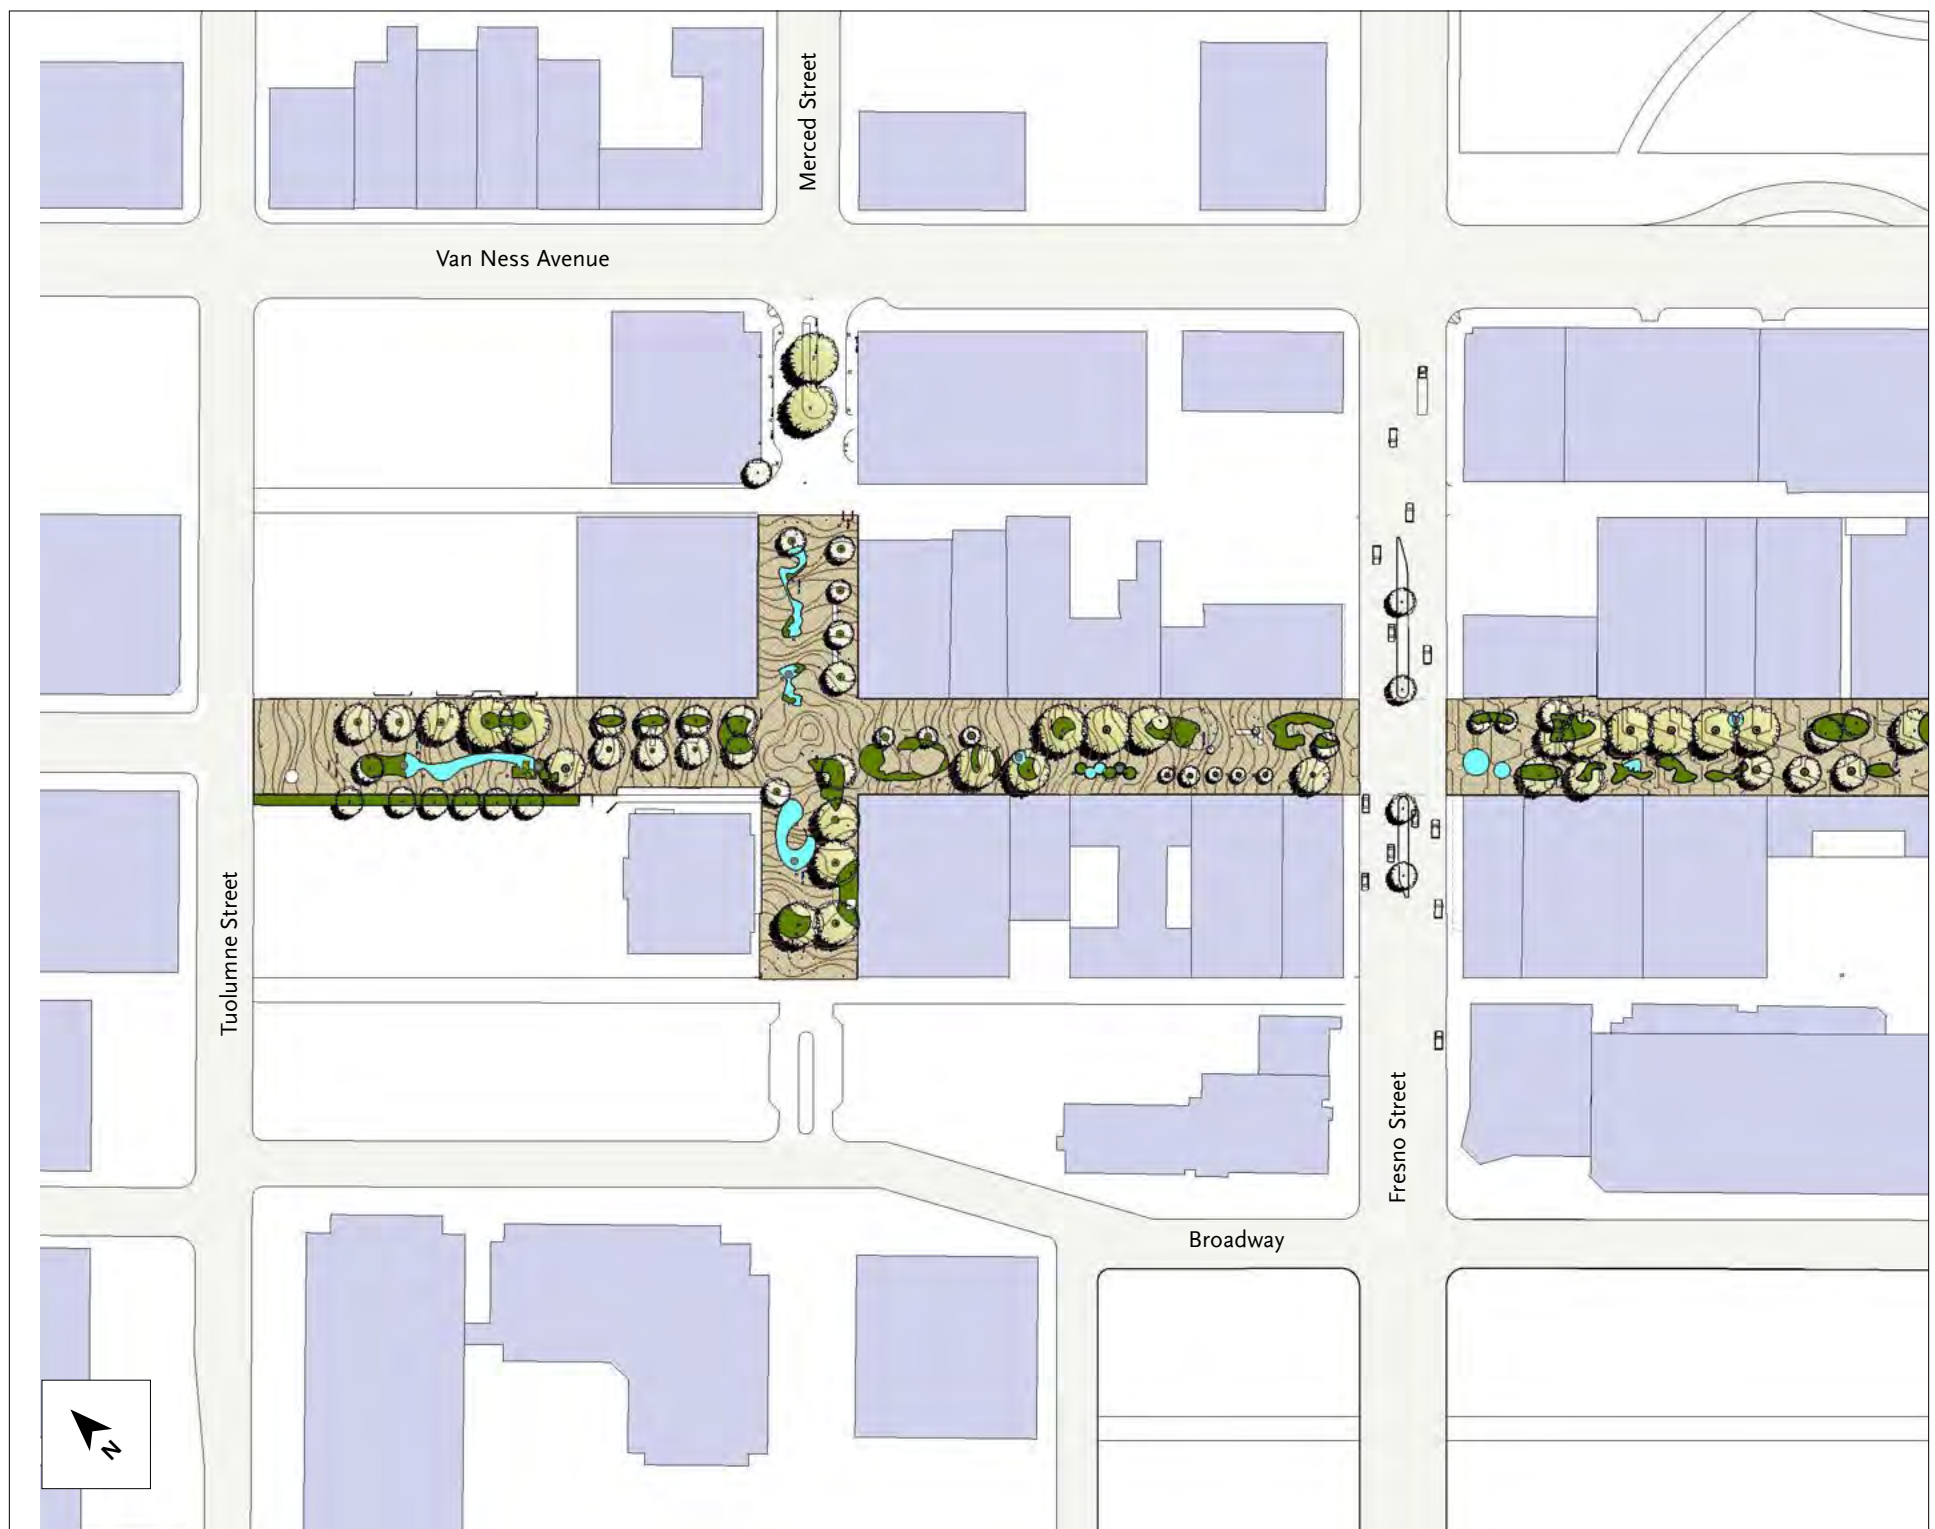 Merced Street
Van Ness Avenue
Tuolumne Street
Fresno Street
Broadway
N